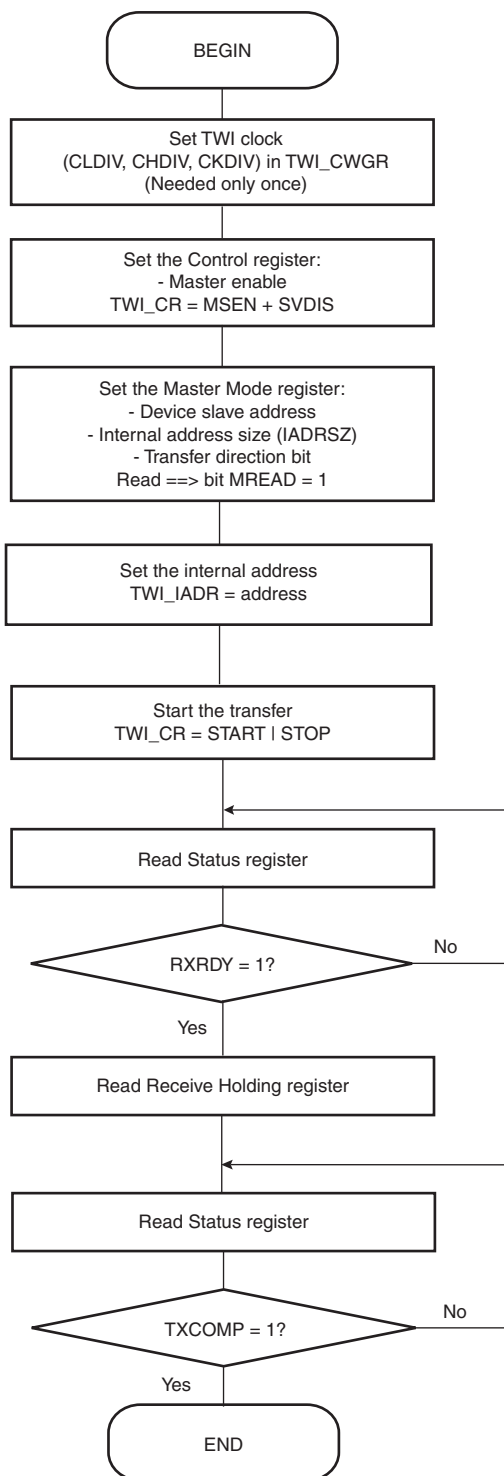 BEGIN
Set TWI clock
(CLDIV, CHDIV, CKDIV) in TWI_CWGR
(Needed only once)
Set the Control register:
- Master enable
TWI_CR = MSEN + SVDIS
Set the Master Mode register:
- Device slave address
- Internal address size (IADRSZ)
- Transfer direction bit
Read ==> bit MREAD = 1
Set the internal address
TWI_IADR = address
Start the transfer
TWI_CR = START | STOP
Read Status register
RXRDY = 1?
No
Yes
Read Receive Holding register
Read Status register
TXCOMP = 1?
No
Yes
END